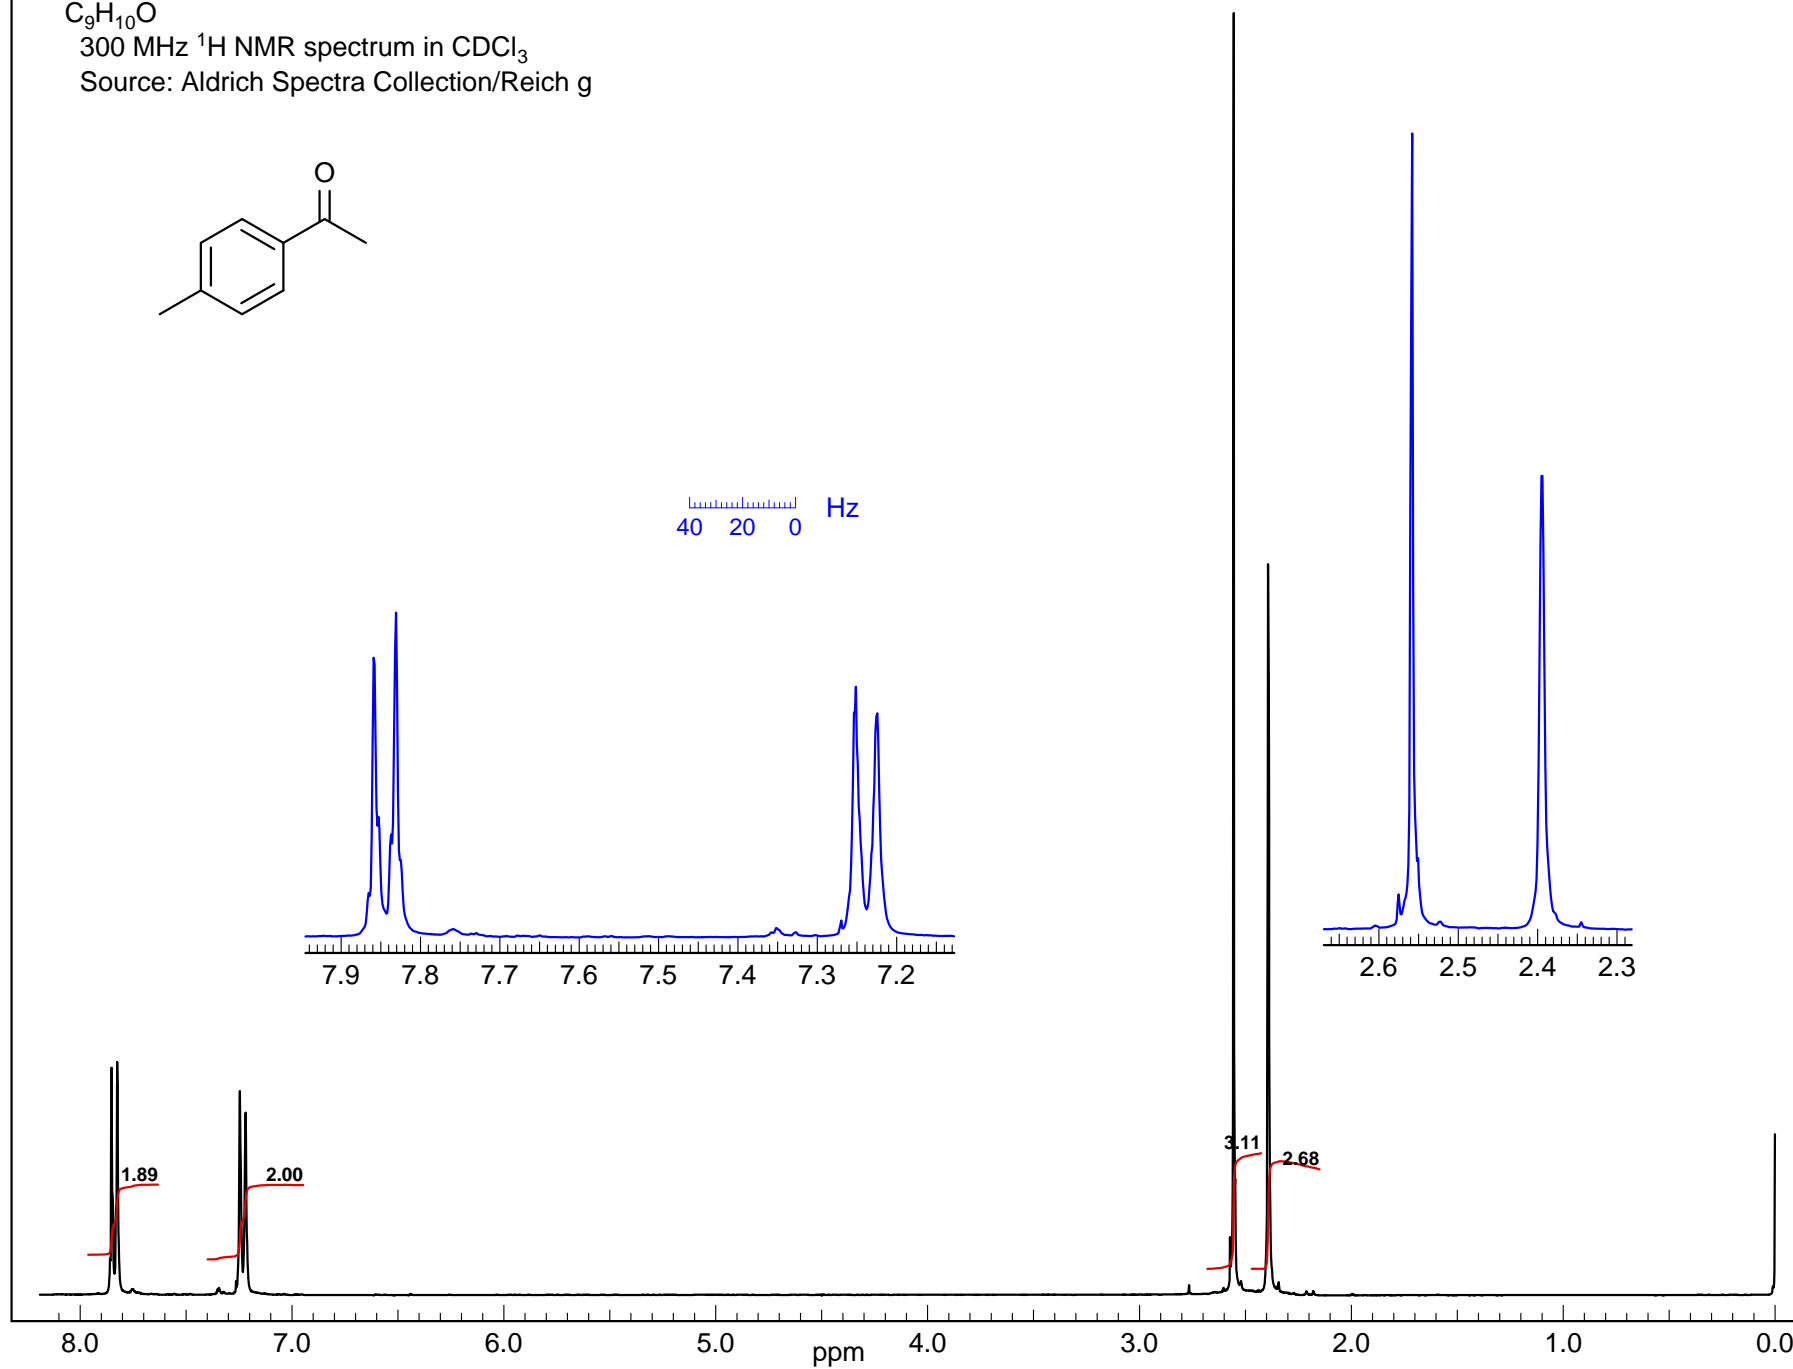 C₉H₁₀O
300 MHz ¹H NMR spectrum in CDCl₃
Source: Aldrich Spectra Collection/Reich g
O
Hz
40 20 0
7.9 7.8 7.7 7.6 7.5 7.4 7.3 7.2
2.6 2.5 2.4 2.3
1.89 2.00 3.11 2.68
8.0 7.0 6.0 5.0 4.0 3.0 2.0 1.0 0.0
ppm